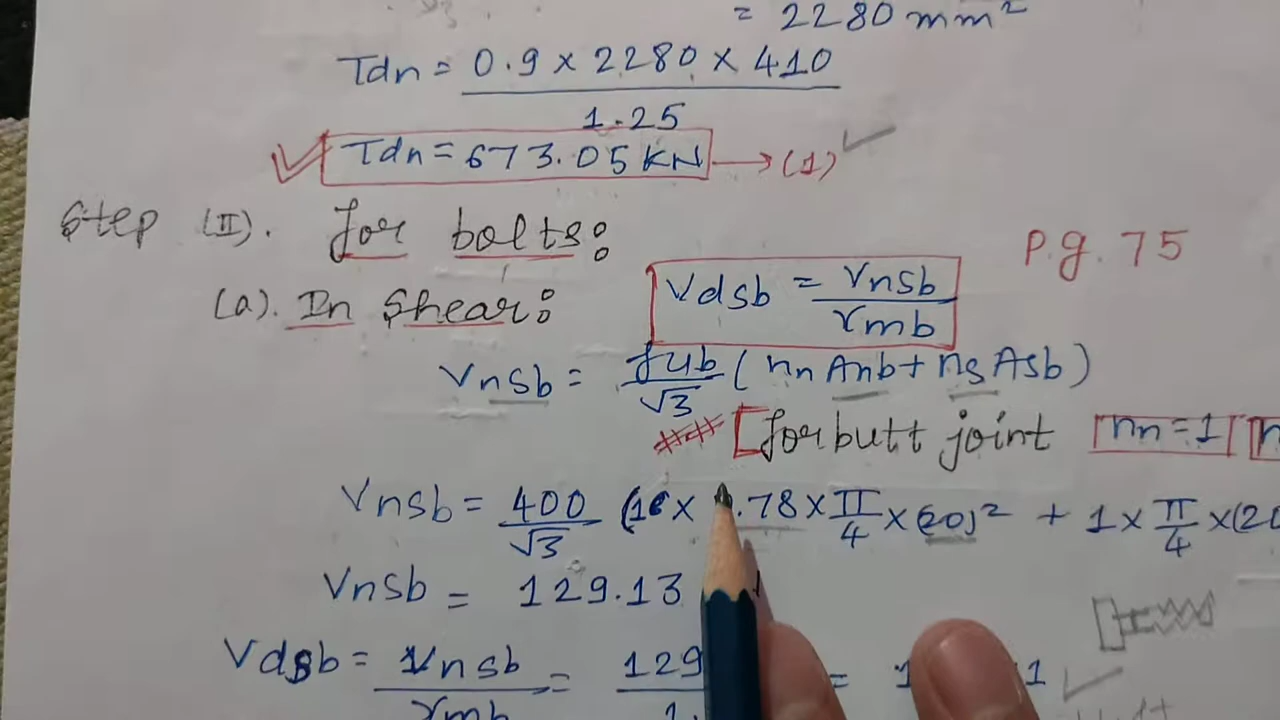 = 2280 mm²
Tdn = 0.9 × 2280 × 410
1.25
Tdn = 673.05 KN → (1)
Step (II). for bolts:
P.g. 75
(a). In Shear:
Vdsb = Vnsb / γmb
Vnsb = fub/√3 ( nn Anb + ns Asb )
[for butt joint nn = 1
Vnsb = 400/√3 (1 × .78 × π/4 × (20)² + 1 × π/4 × (20
Vnsb = 129.13
Vdsb = Vnsb/γmb = 129